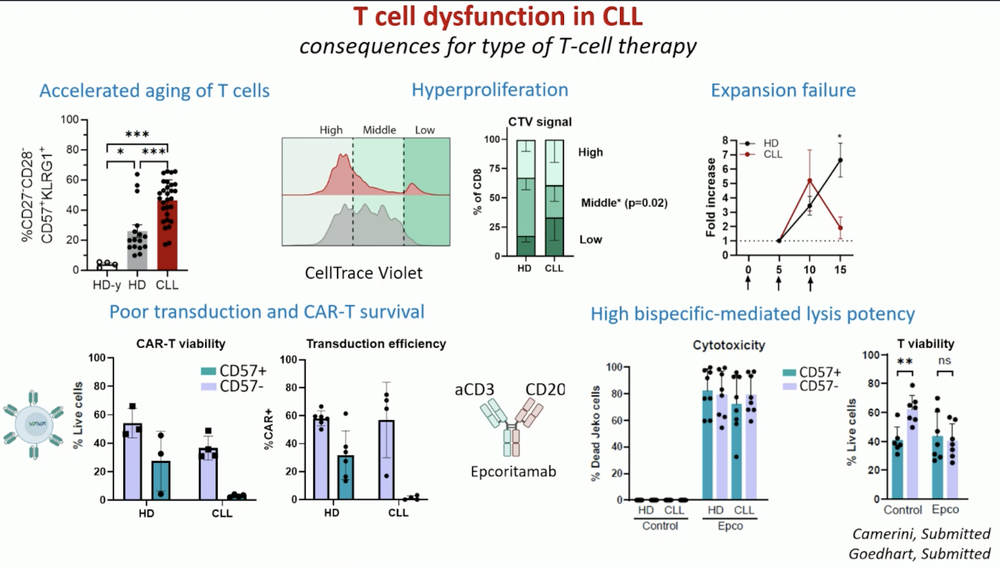 T cell dysfunction in CLL
consequences for type of T-cell therapy
Accelerated aging of T cells
%CD27-CD28-
CD57+KLRG1+
100
80
60
40
20
0
***
* ***
HD-y HD CLL
Hyperproliferation
High Middle Low
CellTrace Violet
CTV signal
% of CD8
100
75
50
25
0
High
Middle* (p=0.02)
Low
HD CLL
Expansion failure
Fold increase
8
7
6
5
4
3
2
1
0
HD
CLL
*
0 5 10 15
Poor transduction and CAR-T survival
CAR-T viability
% Live cells
100
80
60
40
20
0
CD57+
CD57-
HD CLL
Transduction efficiency
%CAR+
100
80
60
40
20
0
HD CLL
aCD3 CD20
Epcoritamab
High bispecific-mediated lysis potency
Cytotoxicity
% Dead Jeko cells
100
80
60
40
20
0
HD CLL HD CLL
Control Epco
CD57+
CD57-
T viability
% Live cells
100
80
60
40
20
0
** ns
Control Epco
Camerini, Submitted
Goedhart, Submitted